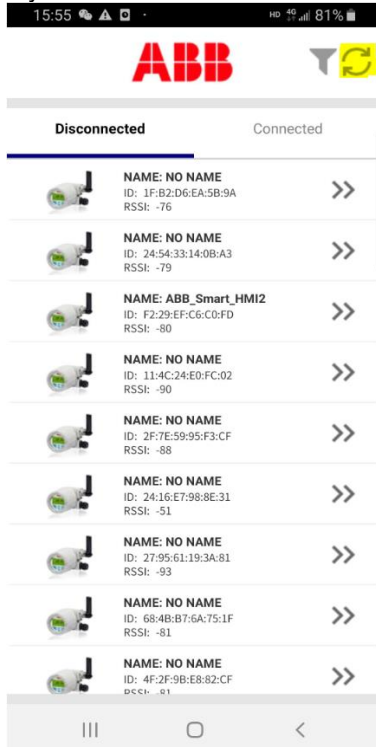 15:55 HD 4G 81%
ABB
Disconnected Connected
NAME: NO NAME
ID: 1F:B2:D6:EA:5B:9A
RSSI: -76
NAME: NO NAME
ID: 24:54:33:14:0B:A3
RSSI: -79
NAME: ABB_Smart_HMI2
ID: F2:29:EF:C6:C0:FD
RSSI: -80
NAME: NO NAME
ID: 11:4C:24:E0:FC:02
RSSI: -90
NAME: NO NAME
ID: 2F:7E:59:95:F3:CF
RSSI: -88
NAME: NO NAME
ID: 24:16:E7:98:8E:31
RSSI: -51
NAME: NO NAME
ID: 27:95:61:19:3A:81
RSSI: -93
NAME: NO NAME
ID: 68:4B:B7:6A:75:1F
RSSI: -81
NAME: NO NAME
ID: 4F:2F:9B:E8:82:CF
RSSI: -81